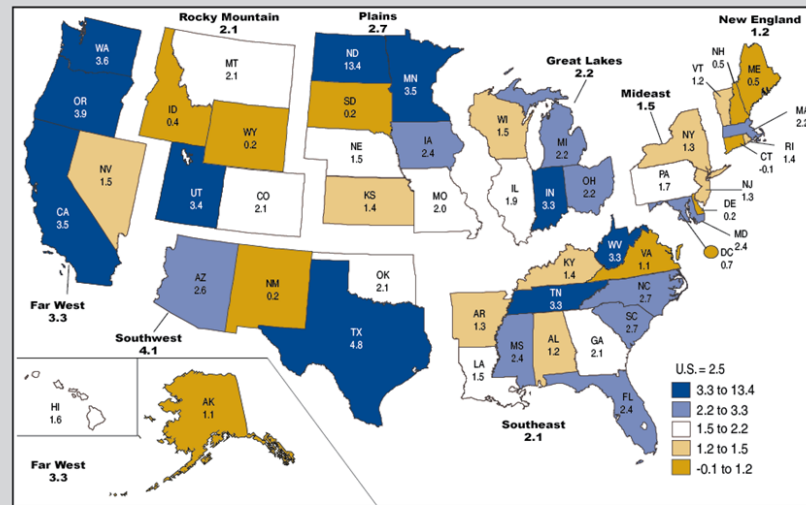 Rocky Mountain
2.1
Plains
2.7
New England
1.2
Great Lakes
2.2
Mideast
1.5
WA
3.6
OR
3.9
CA
3.5
NV
1.5
Far West
3.3
MT
2.1
ID
0.4
WY
0.2
UT
3.4
CO
2.1
ND
13.4
MN
3.5
SD
0.2
IA
2.4
NE
1.5
KS
1.4
MO
2.0
WI
1.5
MI
2.2
IL
1.9
IN
3.3
OH
2.2
NH
0.5
ME
0.5
VT
1.2
MA
2.2
RI
1.4
CT
-0.1
NY
1.3
PA
1.7
NJ
1.3
DE
0.2
MD
2.4
DC
0.7
AZ
2.6
NM
0.2
OK
2.1
TX
4.8
Southwest
4.1
WV
3.3
VA
1.1
KY
1.4
TN
3.3
NC
2.7
SC
2.7
AR
1.3
MS
2.4
AL
1.2
GA
2.1
LA
1.5
FL
2.4
Southeast
2.1
HI
1.6
AK
1.1
Far West
3.3
U.S. = 2.5
3.3 to 13.4
2.2 to 3.3
1.5 to 2.2
1.2 to 1.5
-0.1 to 1.2